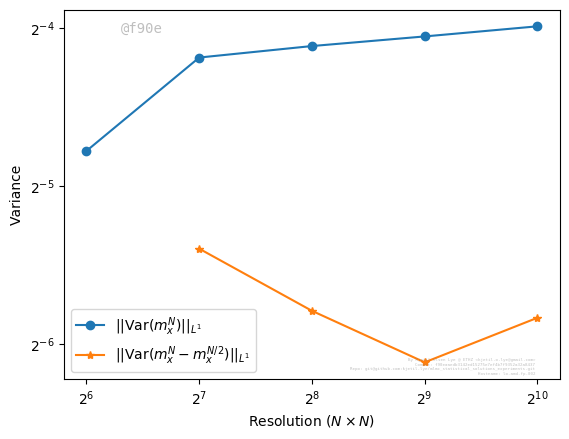 @f90e
2^{-4}
2^{-5}
2^{-6}
Variance
||Var(m_x^N)||_{L^1}
||Var(m_x^N − m_x^{N/2})||_{L^1}
2^6
2^7
2^8
2^9
2^{10}
Resolution (N × N)